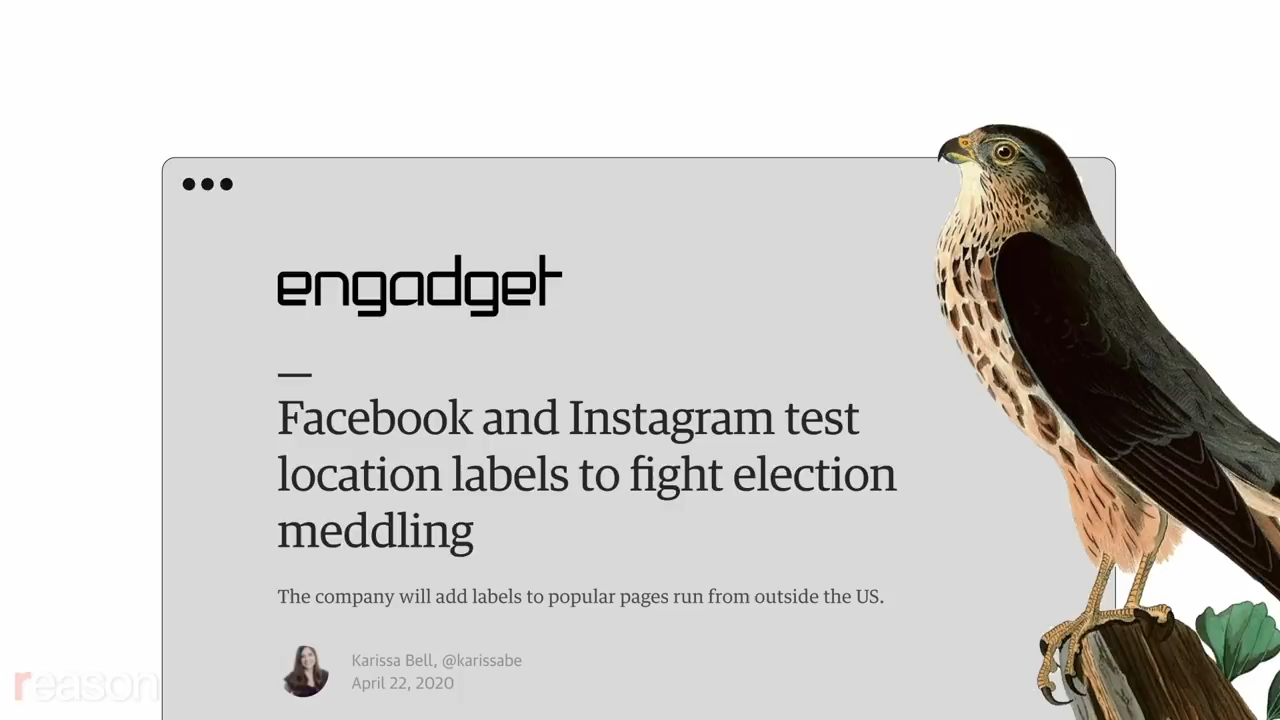 engadget
Facebook and Instagram test
location labels to fight election
meddling
The company will add labels to popular pages run from outside the US.
Karissa Bell, @karissabe
April 22, 2020
reason